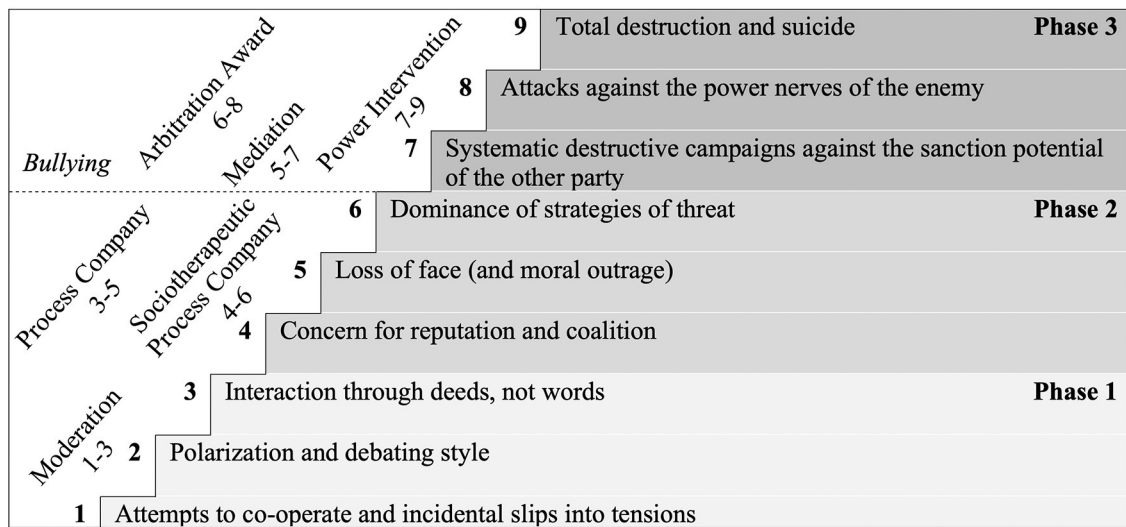 9 Total destruction and suicide Phase 3
8 Attacks against the power nerves of the enemy
7 Systematic destructive campaigns against the sanction potential
of the other party
6 Dominance of strategies of threat Phase 2
5 Loss of face (and moral outrage)
4 Concern for reputation and coalition
3 Interaction through deeds, not words Phase 1
2 Polarization and debating style
1 Attempts to co-operate and incidental slips into tensions
Arbitration Award
6-8
Mediation
5-7
Power Intervention
7-9
Bullying
Process Company
3-5
Sociotherapeutic
Process Company
4-6
Moderation
1-3